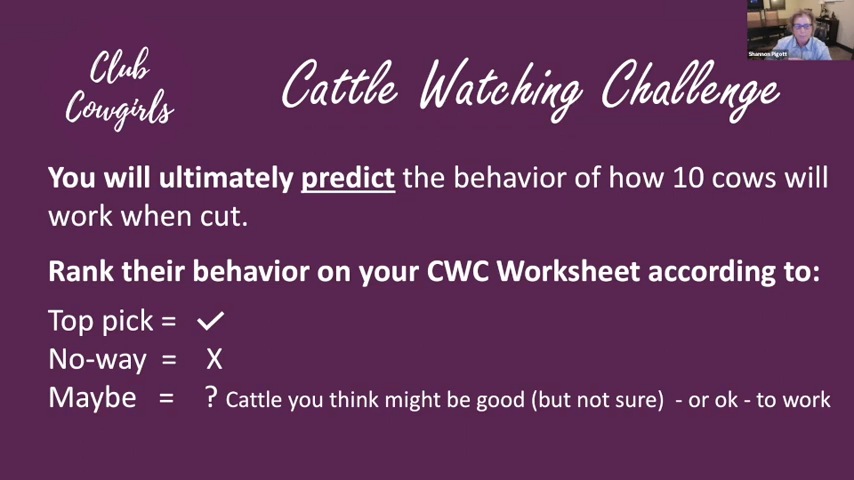 Club
Cowgirls
Cattle Watching Challenge
Shannon Pigott
You will ultimately predict the behavior of how 10 cows will
work when cut.
Rank their behavior on your CWC Worksheet according to:
Top pick = ✓
No-way = X
Maybe = ? Cattle you think might be good (but not sure) - or ok - to work